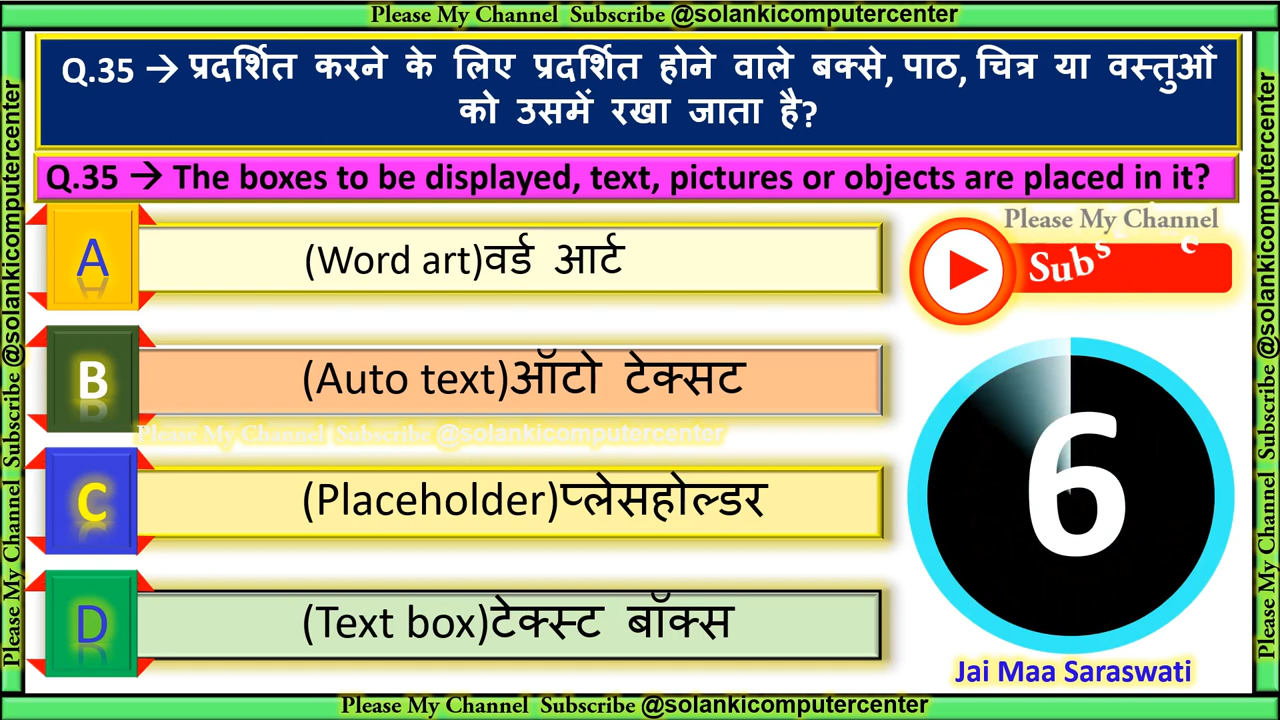 Please My Channel Subscribe @solankicomputercenter
Q.35 → प्रदर्शित करने के लिए प्रदर्शित होने वाले बक्से, पाठ, चित्र या वस्तुओं
को उसमें रखा जाता है?
Q.35 → The boxes to be displayed, text, pictures or objects are placed in it?
Please My Channel
Subs e
A (Word art)वर्ड आर्ट
B (Auto text)ऑटो टेक्सट
Please My Channel Subscribe @solankicomputercenter
C (Placeholder)प्लेसहोल्डर
D (Text box)टेक्स्ट बॉक्स
6
Jai Maa Saraswati
Please My Channel Subscribe @solankicomputercenter
Please My Channel Subscribe @solankicomputercenter
Please My Channel Subscribe @solankicomputercenter